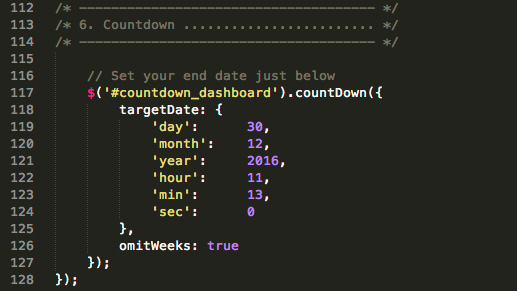 112 /* ————————————————————————————————————— */
113 /* 6. Countdown ........................ */
114 /* ————————————————————————————————————— */
115
116     // Set your end date just below
117     $('#countdown_dashboard').countDown({
118         targetDate: {
119             'day':      30,
120             'month':    12,
121             'year':     2016,
122             'hour':     11,
123             'min':      13,
124             'sec':      0
125         },
126         omitWeeks: true
127     });
128 });